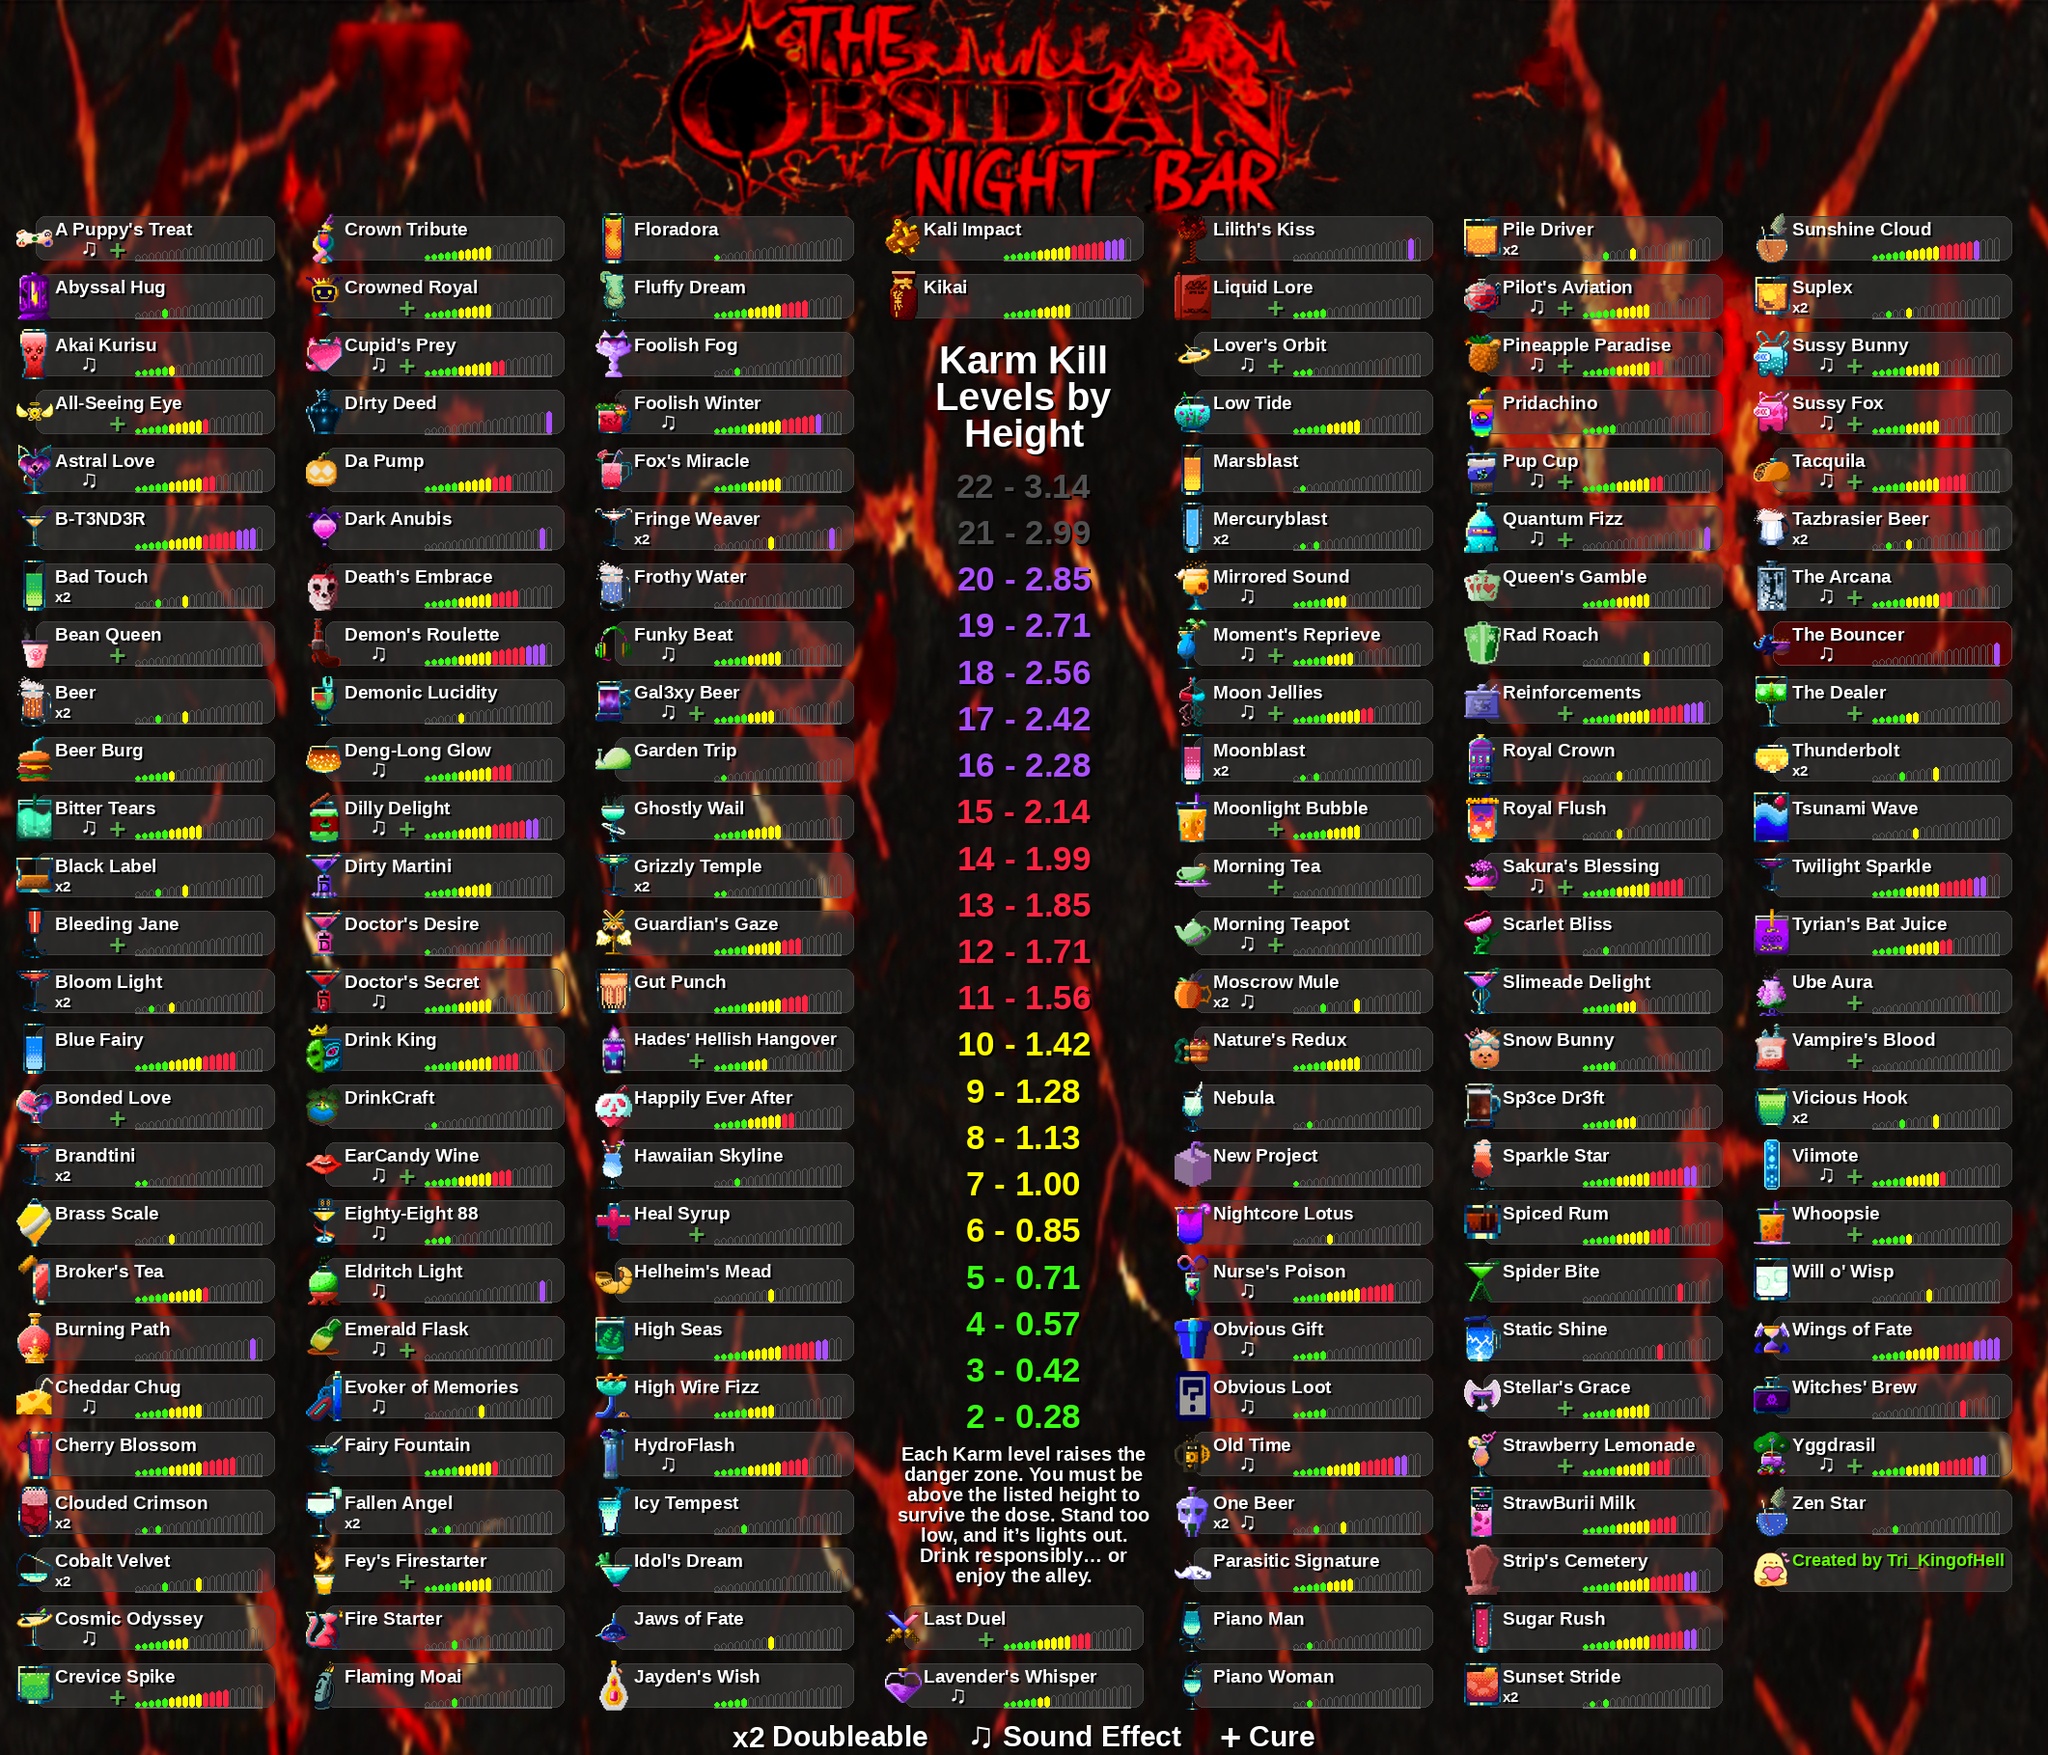 THE
OBSIDIAN
NIGHT BAR
A Puppy's Treat
♫ +
Abyssal Hug
Akai Kurisu
♫
All-Seeing Eye
+
Astral Love
♫
B-T3ND3R
Bad Touch
x2
Bean Queen
+
Beer
x2
Beer Burg
Bitter Tears
♫ +
Black Label
x2
Bleeding Jane
+
Bloom Light
x2
Blue Fairy
Bonded Love
+
Brandtini
x2
Brass Scale
Broker's Tea
Burning Path
Cheddar Chug
♫
Cherry Blossom
Clouded Crimson
x2
Cobalt Velvet
x2
Cosmic Odyssey
♫
Crevice Spike
+
Crown Tribute
Crowned Royal
+
Cupid's Prey
♫ +
D!rty Deed
Da Pump
Dark Anubis
Death's Embrace
Demon's Roulette
♫
Demonic Lucidity
Deng-Long Glow
♫
Dilly Delight
♫ +
Dirty Martini
Doctor's Desire
Doctor's Secret
♫
Drink King
DrinkCraft
EarCandy Wine
♫ +
Eighty-Eight 88
♫
Eldritch Light
♫
Emerald Flask
♫ +
Evoker of Memories
♫
Fairy Fountain
Fallen Angel
x2
Fey's Firestarter
+
Fire Starter
Flaming Moai
Floradora
Fluffy Dream
Foolish Fog
Foolish Winter
♫
Fox's Miracle
Fringe Weaver
x2
Frothy Water
Funky Beat
♫
Gal3xy Beer
♫ +
Garden Trip
Ghostly Wail
Grizzly Temple
x2
Guardian's Gaze
Gut Punch
Hades' Hellish Hangover
+
Happily Ever After
Hawaiian Skyline
Heal Syrup
+
Helheim's Mead
High Seas
High Wire Fizz
HydroFlash
♫
Icy Tempest
Idol's Dream
Jaws of Fate
Jayden's Wish
Kali Impact
Kikai
Karm Kill
Levels by
Height
22 - 3.14
21 - 2.99
20 - 2.85
19 - 2.71
18 - 2.56
17 - 2.42
16 - 2.28
15 - 2.14
14 - 1.99
13 - 1.85
12 - 1.71
11 - 1.56
10 - 1.42
9 - 1.28
8 - 1.13
7 - 1.00
6 - 0.85
5 - 0.71
4 - 0.57
3 - 0.42
2 - 0.28
Each Karm level raises the
danger zone. You must be
above the listed height to
survive the dose. Stand too
low, and it’s lights out.
Drink responsibly… or
enjoy the alley.
Last Duel
+
Lavender's Whisper
♫
Lilith's Kiss
Liquid Lore
+
Lover's Orbit
♫ +
Low Tide
Marsblast
Mercuryblast
x2
Mirrored Sound
♫
Moment's Reprieve
♫ +
Moon Jellies
♫ +
Moonblast
x2
Moonlight Bubble
+
Morning Tea
+
Morning Teapot
♫ +
Moscrow Mule
x2 ♫
Nature's Redux
Nebula
New Project
Nightcore Lotus
Nurse's Poison
♫
Obvious Gift
♫
Obvious Loot
♫
Old Time
♫
One Beer
x2 ♫
Parasitic Signature
Piano Man
Piano Woman
Pile Driver
x2
Pilot's Aviation
♫ +
Pineapple Paradise
♫ +
Pridachino
Pup Cup
♫ +
Quantum Fizz
♫ +
Queen's Gamble
Rad Roach
Reinforcements
+
Royal Crown
Royal Flush
Sakura's Blessing
♫ +
Scarlet Bliss
Slimeade Delight
Snow Bunny
Sp3ce Dr3ft
Sparkle Star
Spiced Rum
Spider Bite
Static Shine
Stellar's Grace
+
Strawberry Lemonade
+
StrawBurii Milk
Strip's Cemetery
Sugar Rush
Sunset Stride
x2
Sunshine Cloud
Suplex
x2
Sussy Bunny
♫ +
Sussy Fox
♫ +
Tacquila
♫ +
Tazbrasier Beer
x2
The Arcana
♫ +
The Bouncer
♫
The Dealer
+
Thunderbolt
x2
Tsunami Wave
Twilight Sparkle
Tyrian's Bat Juice
Ube Aura
+
Vampire's Blood
+
Vicious Hook
x2
Viimote
♫ +
Whoopsie
+
Will o' Wisp
Wings of Fate
Witches' Brew
Yggdrasil
♫ +
Zen Star
Created by Tri_KingofHell
x2 Doubleable ♫ Sound Effect + Cure